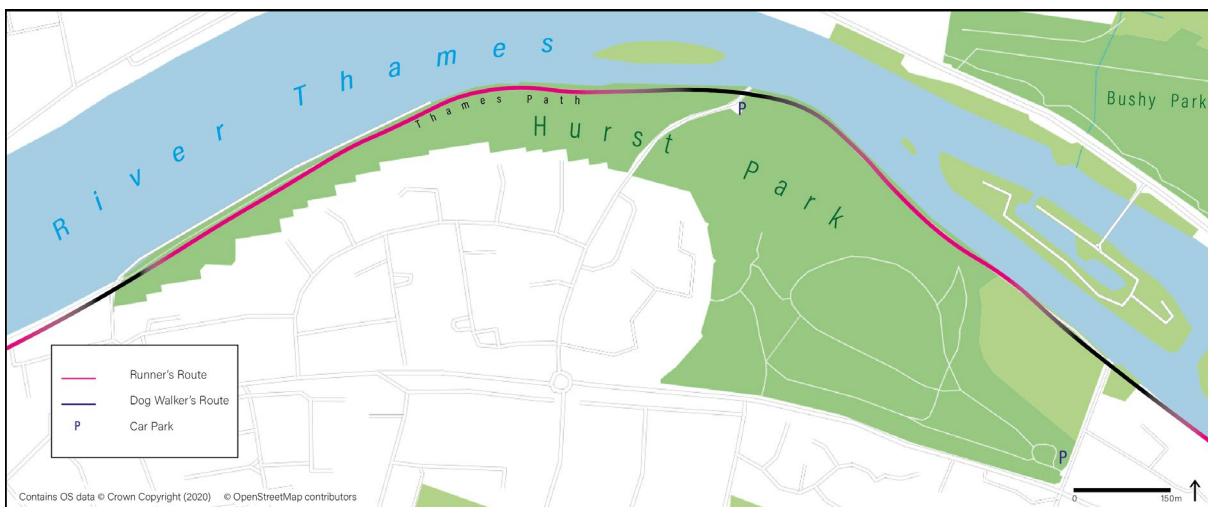 River Thames
Thames Path
Hurst Park
Bushy Park
P
P
Runner's Route
Dog Walker's Route
P Car Park
Contains OS data © Crown Copyright (2020) © OpenStreetMap contributors
0 150m